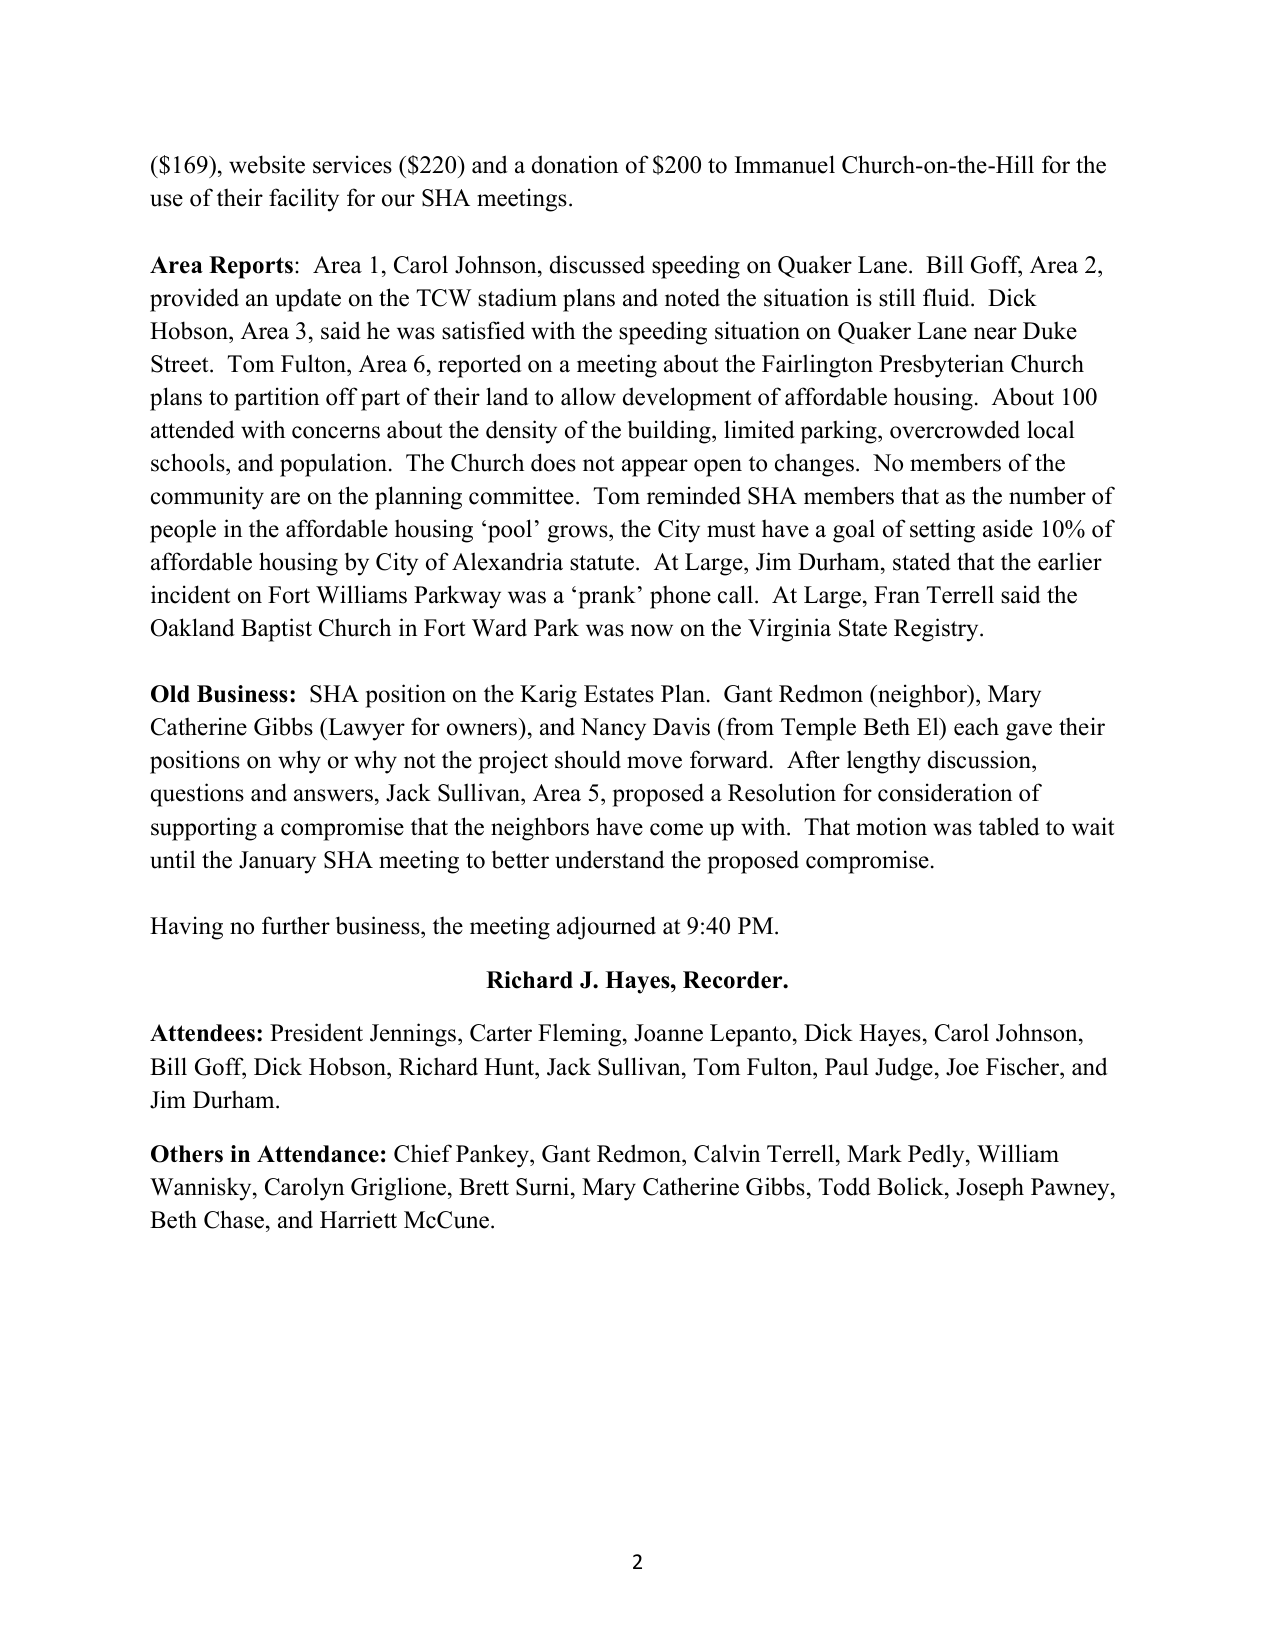 ($169), website services ($220) and a donation of $200 to Immanuel Church-on-the-Hill for the
use of their facility for our SHA meetings.
Area Reports:  Area 1, Carol Johnson, discussed speeding on Quaker Lane.  Bill Goff, Area 2,
provided an update on the TCW stadium plans and noted the situation is still fluid.  Dick
Hobson, Area 3, said he was satisfied with the speeding situation on Quaker Lane near Duke
Street.  Tom Fulton, Area 6, reported on a meeting about the Fairlington Presbyterian Church
plans to partition off part of their land to allow development of affordable housing.  About 100
attended with concerns about the density of the building, limited parking, overcrowded local
schools, and population.  The Church does not appear open to changes.  No members of the
community are on the planning committee.  Tom reminded SHA members that as the number of
people in the affordable housing ‘pool’ grows, the City must have a goal of setting aside 10% of
affordable housing by City of Alexandria statute.  At Large, Jim Durham, stated that the earlier
incident on Fort Williams Parkway was a ‘prank’ phone call.  At Large, Fran Terrell said the
Oakland Baptist Church in Fort Ward Park was now on the Virginia State Registry.
Old Business:  SHA position on the Karig Estates Plan.  Gant Redmon (neighbor), Mary
Catherine Gibbs (Lawyer for owners), and Nancy Davis (from Temple Beth El) each gave their
positions on why or why not the project should move forward.  After lengthy discussion,
questions and answers, Jack Sullivan, Area 5, proposed a Resolution for consideration of
supporting a compromise that the neighbors have come up with.  That motion was tabled to wait
until the January SHA meeting to better understand the proposed compromise.
Having no further business, the meeting adjourned at 9:40 PM.
Richard J. Hayes, Recorder.
Attendees: President Jennings, Carter Fleming, Joanne Lepanto, Dick Hayes, Carol Johnson,
Bill Goff, Dick Hobson, Richard Hunt, Jack Sullivan, Tom Fulton, Paul Judge, Joe Fischer, and
Jim Durham.
Others in Attendance: Chief Pankey, Gant Redmon, Calvin Terrell, Mark Pedly, William
Wannisky, Carolyn Griglione, Brett Surni, Mary Catherine Gibbs, Todd Bolick, Joseph Pawney,
Beth Chase, and Harriett McCune.
2